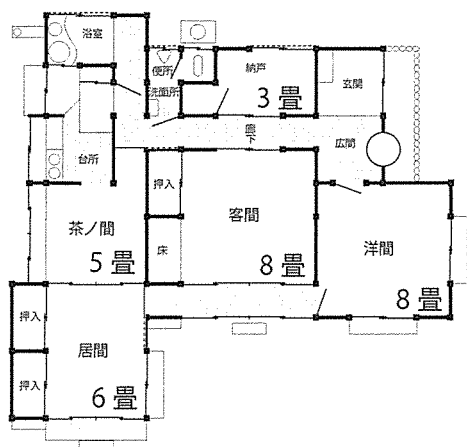 浴室
便所
洗面所
納戸
3 畳
玄関
廊下
広間
台所
押入
客間
8 畳
床
茶ノ間
5 畳
洋間
8 畳
押入
居間
6 畳
押入